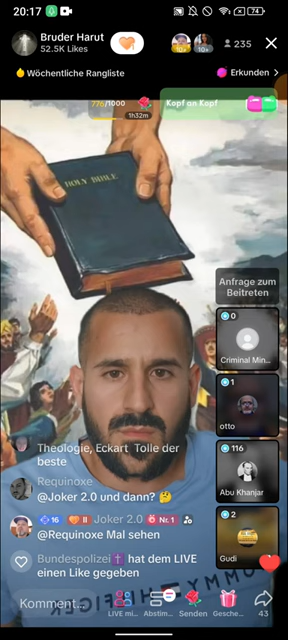 20:17
74
Bruder Harut
52.5K Likes
10+
10+
235
Wöchentliche Rangliste
Erkunden
776/1000
1h32m
Kopf an Kopf
HOLY BIBLE
Anfrage zum
Beitreten
0
Criminal Min...
1
otto
116
Abu Khanjar
2
Gudi
Theologie, Eckart Tolle der
beste
Requinoxe
@Joker 2.0 und dann? 🤔
16 II Joker 2.0 Nr. 1
@Requinoxe Mal sehen
Bundespolizei✝️ hat dem LIVE
einen Like gegeben
Komment...
LIVE mi...
Abstim...
Senden
Gesche...
43